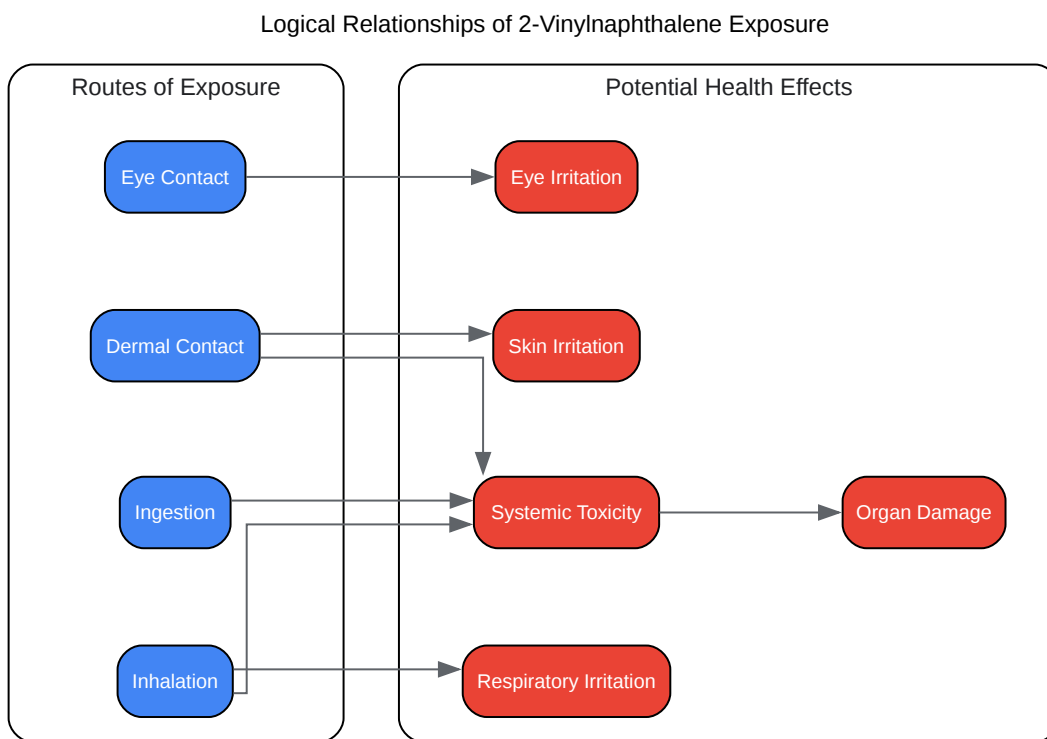 Logical Relationships of 2-Vinylnaphthalene Exposure
Routes of Exposure
Potential Health Effects
Eye Contact
Eye Irritation
Dermal Contact
Skin Irritation
Ingestion
Systemic Toxicity
Organ Damage
Inhalation
Respiratory Irritation